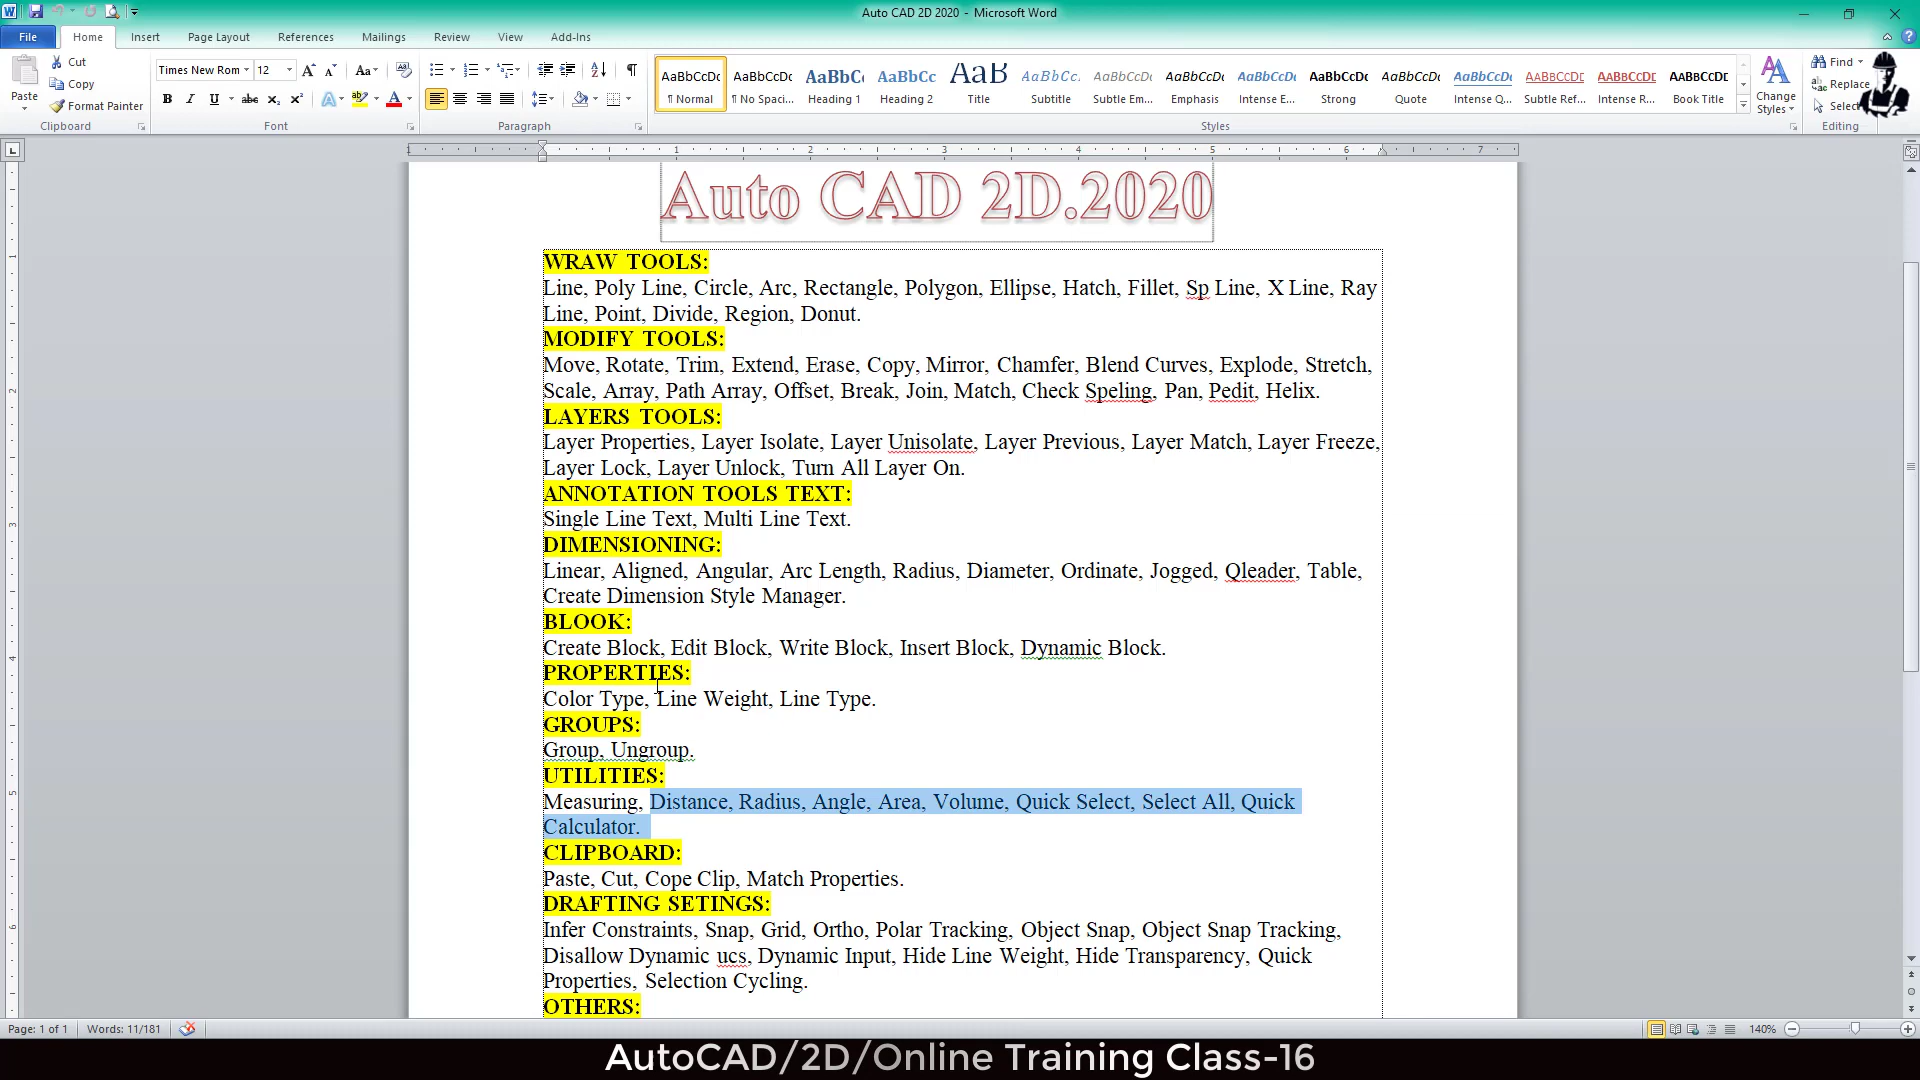 Auto CAD 2D 2020 - Microsoft Word
File Home Insert Page Layout References Mailings Review View Add-Ins
Paste Cut Copy Format Painter Clipboard
Times New Rom 12 Aa Font
Paragraph
AaBbCcDc AaBbCcDc AaBbCc AaBbCc AaB AaBbCc. AaBbCcDc AaBbCcDc AaBbCcDc AaBbCcDc AaBbCcDc AaBbCcDc AABBCCDE AABBCCDE AABBCCDE
¶ Normal ¶ No Spaci... Heading 1 Heading 2 Title Subtitle Subtle Em... Emphasis Intense E... Strong Quote Intense Q... Subtle Ref... Intense R... Book Title
Styles
Change Styles
Find Replace Select Editing
Auto CAD 2D.2020
WRAW TOOLS:
Line, Poly Line, Circle, Arc, Rectangle, Polygon, Ellipse, Hatch, Fillet, Sp Line, X Line, Ray
Line, Point, Divide, Region, Donut.
MODIFY TOOLS:
Move, Rotate, Trim, Extend, Erase, Copy, Mirror, Chamfer, Blend Curves, Explode, Stretch,
Scale, Array, Path Array, Offset, Break, Join, Match, Check Speling, Pan, Pedit, Helix.
LAYERS TOOLS:
Layer Properties, Layer Isolate, Layer Unisolate, Layer Previous, Layer Match, Layer Freeze,
Layer Lock, Layer Unlock, Turn All Layer On.
ANNOTATION TOOLS TEXT:
Single Line Text, Multi Line Text.
DIMENSIONING:
Linear, Aligned, Angular, Arc Length, Radius, Diameter, Ordinate, Jogged, Qleader, Table,
Create Dimension Style Manager.
BLOOK:
Create Block, Edit Block, Write Block, Insert Block, Dynamic Block.
PROPERTIES:
Color Type, Line Weight, Line Type.
GROUPS:
Group, Ungroup.
UTILITIES:
Measuring, Distance, Radius, Angle, Area, Volume, Quick Select, Select All, Quick
Calculator.
CLIPBOARD:
Paste, Cut, Cope Clip, Match Properties.
DRAFTING SETINGS:
Infer Constraints, Snap, Grid, Ortho, Polar Tracking, Object Snap, Object Snap Tracking,
Disallow Dynamic ucs, Dynamic Input, Hide Line Weight, Hide Transparency, Quick
Properties, Selection Cycling.
OTHERS:
Page: 1 of 1 Words: 11/181 140%
AutoCAD/2D/Online Training Class-16